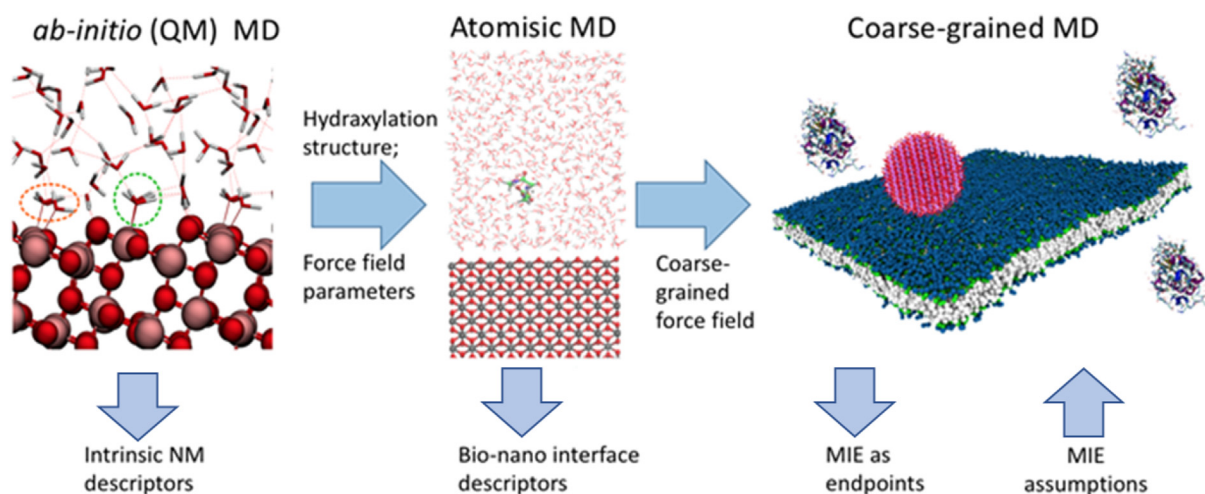 ab-initio (QM) MD
Atomisic MD
Coarse-grained MD
Hydraxylation
structure;
Force field
parameters
Coarse-
grained
force field
Intrinsic NM
descriptors
Bio-nano interface
descriptors
MIE as
endpoints
MIE
assumptions